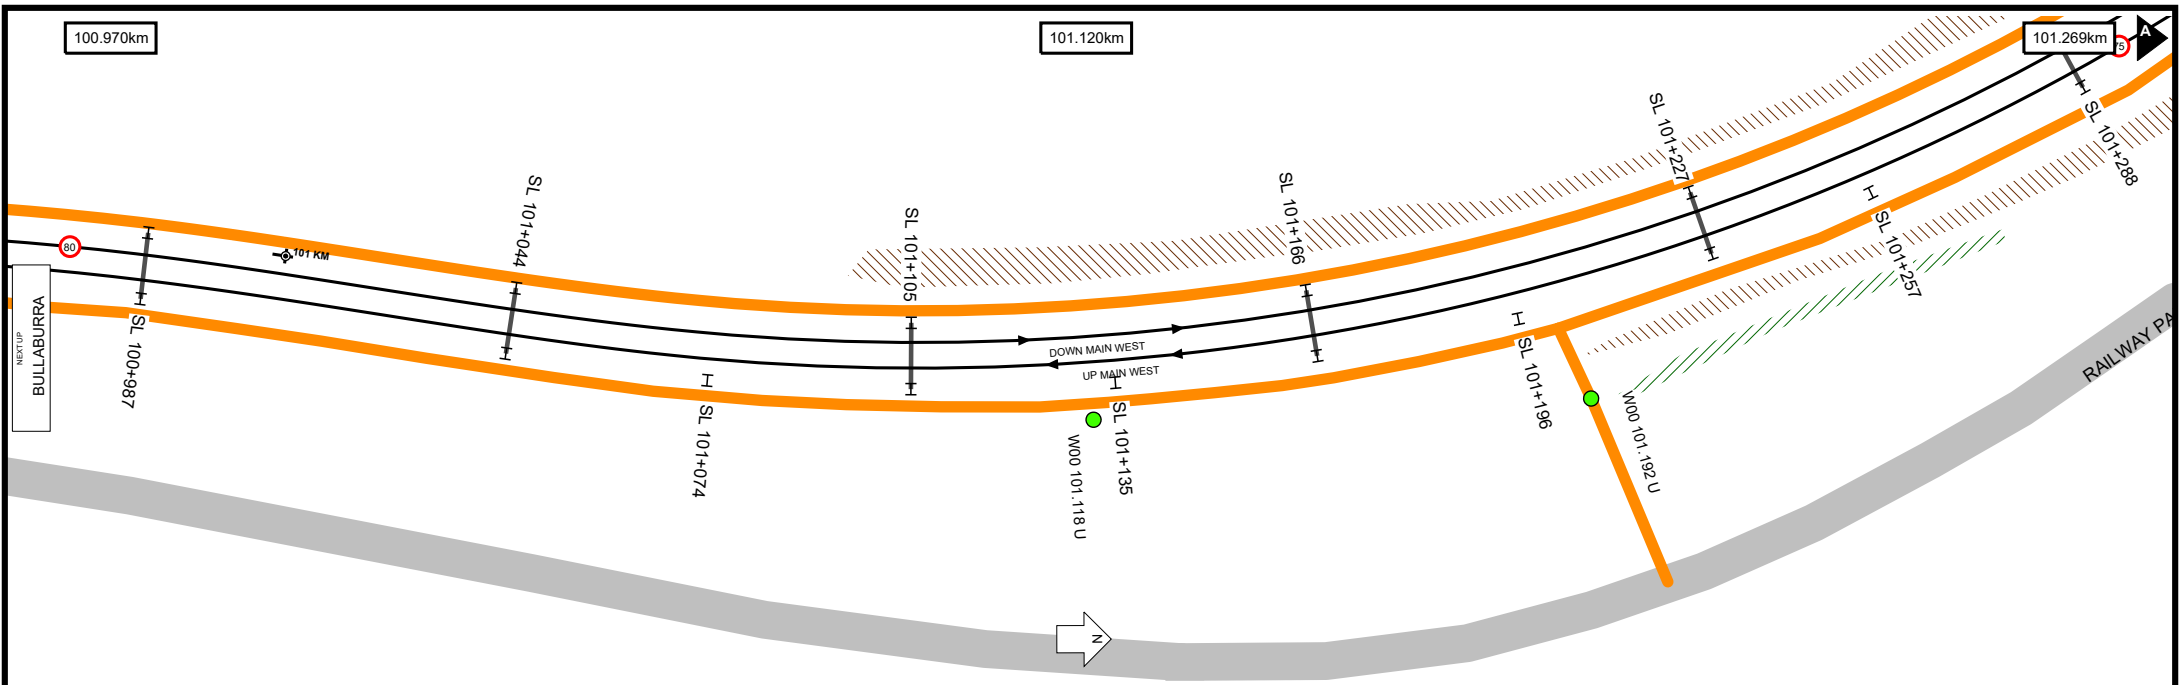 100.970km
101.120km
101.269km
A
75
80
101 KM
SL 101+044
SL 101+105
SL 101+166
SL 101+227
SL 101+288
NEXT UP
BULLABURRA
SL 100+987
SL 101+074
DOWN MAIN WEST
UP MAIN WEST
W00 101.118 U
SL 101+135
SL 101+196
W00 101.192 U
SL 101+257
RAILWAY PA
N